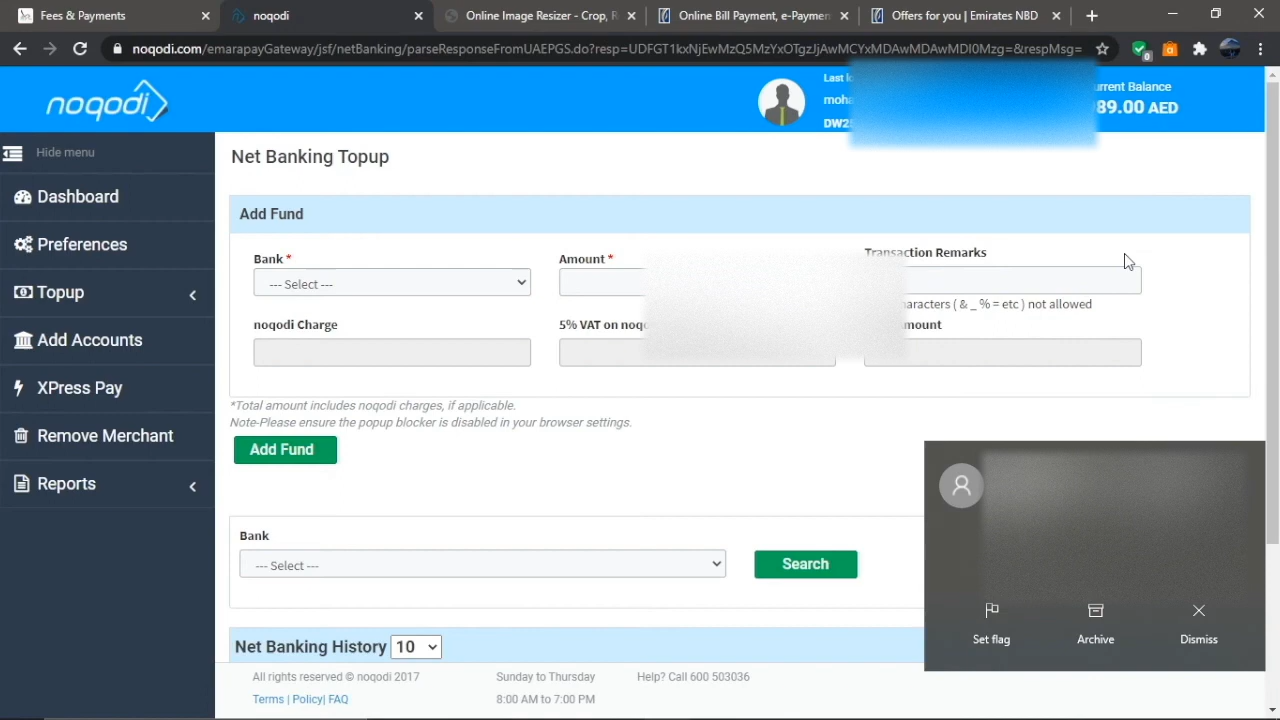 Fees & Payments
noqodi
Online Image Resizer - Crop, R
Online Bill Payment, e-Paymen
Offers for you | Emirates NBD
noqodi.com/emarapayGateway/jsf/netBanking/parseResponseFromUAEPGS.do?resp=UDFGT1kxNjEwMzQ5MzYxOTgzJjAwMCYxMDAwMDAwMDI0Mzg=&respMsg=
0
noqodi
Last lo
moha
DW25
urrent Balance
89.00 AED
Hide menu
Dashboard
Preferences
Topup
Add Accounts
XPress Pay
Remove Merchant
Reports
Net Banking Topup
Add Fund
Bank *
Amount *
Transaction Remarks
--- Select ---
aracters ( & _ % = etc ) not allowed
noqodi Charge
5% VAT on noqo
mount
*Total amount includes noqodi charges, if applicable.
Note-Please ensure the popup blocker is disabled in your browser settings.
Add Fund
Bank
--- Select ---
Search
Set flag
Archive
Dismiss
Net Banking History 10
All rights reserved © noqodi 2017
Sunday to Thursday
Help? Call 600 503036
Terms | Policy| FAQ
8:00 AM to 7:00 PM